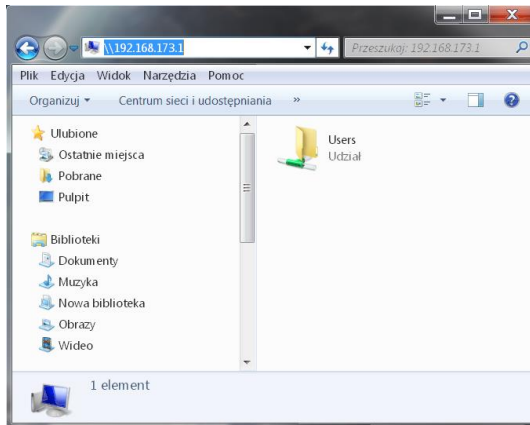 \\192.168.173.1
Przeszukaj: 192.168.173.1
Plik Edycja Widok Narzędzia Pomoc
Organizuj Centrum sieci i udostępniania »
Ulubione
Ostatnie miejsca
Pobrane
Pulpit
Biblioteki
Dokumenty
Muzyka
Nowa biblioteka
Obrazy
Wideo
Users
Udział
1 element